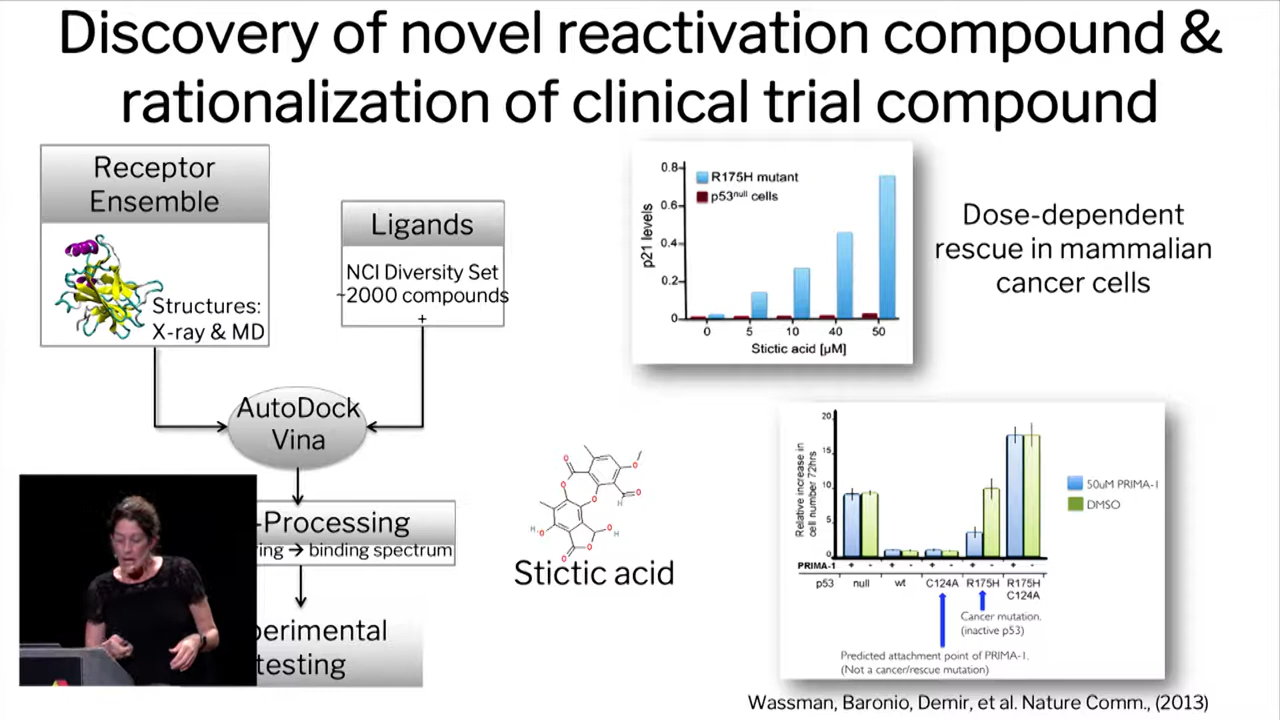 Discovery of novel reactivation compound &
rationalization of clinical trial compound
Receptor
Ensemble
Structures:
X-ray & MD
Ligands
NCI Diversity Set
~2000 compounds
+
AutoDock
Vina
-Processing
ring → binding spectrum
perimental
testing
Stictic acid
O
O
O
O
O
H
H
O
O
H
O
O
p21 levels
0.8
0.6
0.4
0.2
0
R175H mutant
p53null cells
0 5 10 40 50
Stictic acid [µM]
Dose-dependent
rescue in mammalian
cancer cells
Relative increase in
cell number 72hrs
20
15
10
5
0
50uM PRIMA-1
DMSO
PRIMA-1 + - + - + - + - + -
p53 null wt C124A R175H R175H
C124A
Cancer mutation.
(inactive p53)
Predicted attachment point of PRIMA-1.
(Not a cancer/rescue mutation)
Wassman, Baronio, Demir, et al. Nature Comm., (2013)